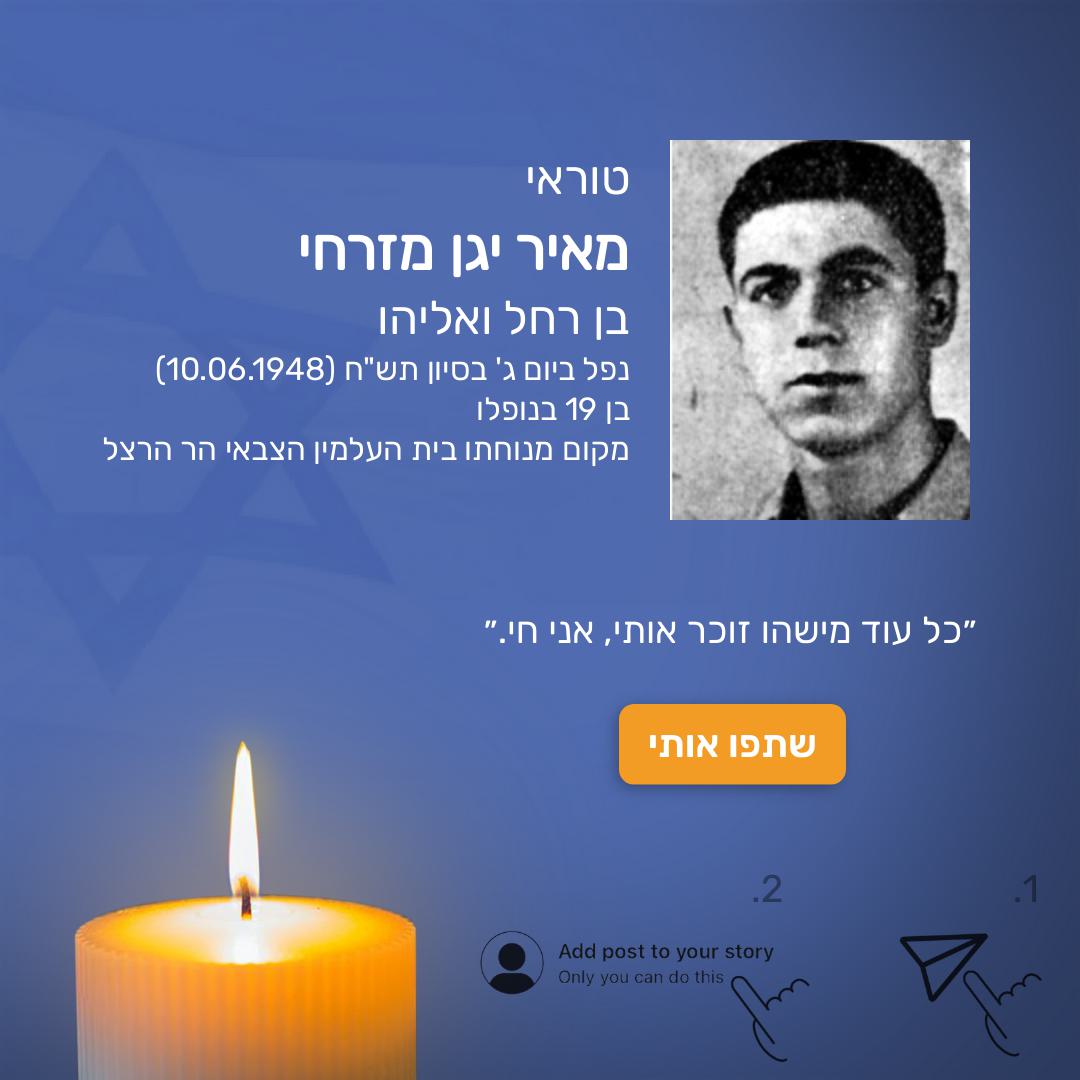 טוראי
מאיר יגן מזרחי
בן רחל ואליהו
נפל ביום ג' בסיון תש"ח (10.06.1948)
בן 19 בנופלו
מקום מנוחתו בית העלמין הצבאי הר הרצל
״כל עוד מישהו זוכר אותי, אני חי.״
שתפו אותי
.1
.2
Add post to your story
Only you can do this